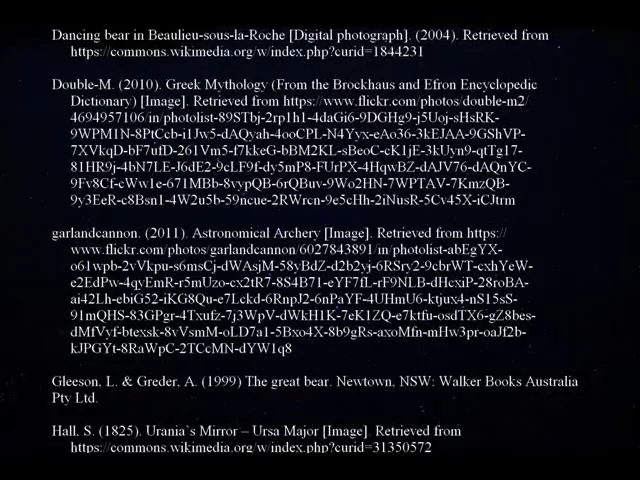 Dancing bear in Beaulieu-sous-la-Roche [Digital photograph]. (2004). Retrieved from
https://commons.wikimedia.org/w/index.php?curid=1844231
Double-M. (2010). Greek Mythology (From the Brockhaus and Efron Encyclopedic
Dictionary) [Image]. Retrieved from https://www.flickr.com/photos/double-m2/
4694957106/in/photolist-89STbj-2rp1h1-4daGi6-9DGHg9-j5Uoj-sHsRK-
9WPM1N-8PtCcb-i1Jw5-dAQyah-4ooCPL-N4Yyx-eAo36-3kEJAA-9GShVP-
7XVkqD-bF7ufD-261Vm5-f7kkeG-bBM2KL-sBeoC-cK1jE-3kUyn9-qtTg17-
81HR9j-4bN7LE-J6dE2-9cLF9f-dy5mP8-FUrPX-4HqwBZ-dAJV76-dAQnYC-
9Fv8Cf-cWw1e-671MBb-8vypQB-6rQBuv-9Wo2HN-7WPTAV-7KmzQB-
9y3EeR-c8Bsn1-4W2u5b-59ncue-2RWrcn-9e5cHh-2iNusR-5Cv45X-iCJtrm
garlandcannon. (2011). Astronomical Archery [Image]. Retrieved from https://
www.flickr.com/photos/garlandcannon/6027843891/in/photolist-abEgYX-
o61wpb-2vVkpu-s6msCj-dWAsjM-58yBdZ-d2b2yj-6RSry2-9cbrWT-cxhYeW-
e2EdPw-4qyEmR-r5mUzo-cx2tR7-8S4B71-eYF7fL-rF9NLB-dHcxiP-28roBA-
ai42Lh-ebiG52-iKG8Qu-e7Lckd-6RnpJ2-6nPaYF-4UHmU6-ktjux4-nS15sS-
91mQHS-83GPgr-4Txufz-7j3WpV-dWkH1K-7eK1ZQ-e7ktfu-osdTX6-gZ8bes-
dMfVyf-btexsk-8vVsmM-oLD7a1-5Bxo4X-8b9gRs-axoMfn-mHw3pr-oaJf2b-
kJPGYt-8RaWpC-2TCcMN-dYW1q8
Gleeson, L. & Greder, A. (1999) The great bear. Newtown, NSW: Walker Books Australia
Pty Ltd.
Hall, S. (1825). Urania's Mirror – Ursa Major [Image]. Retrieved from
https://commons.wikimedia.org/w/index.php?curid=31350572